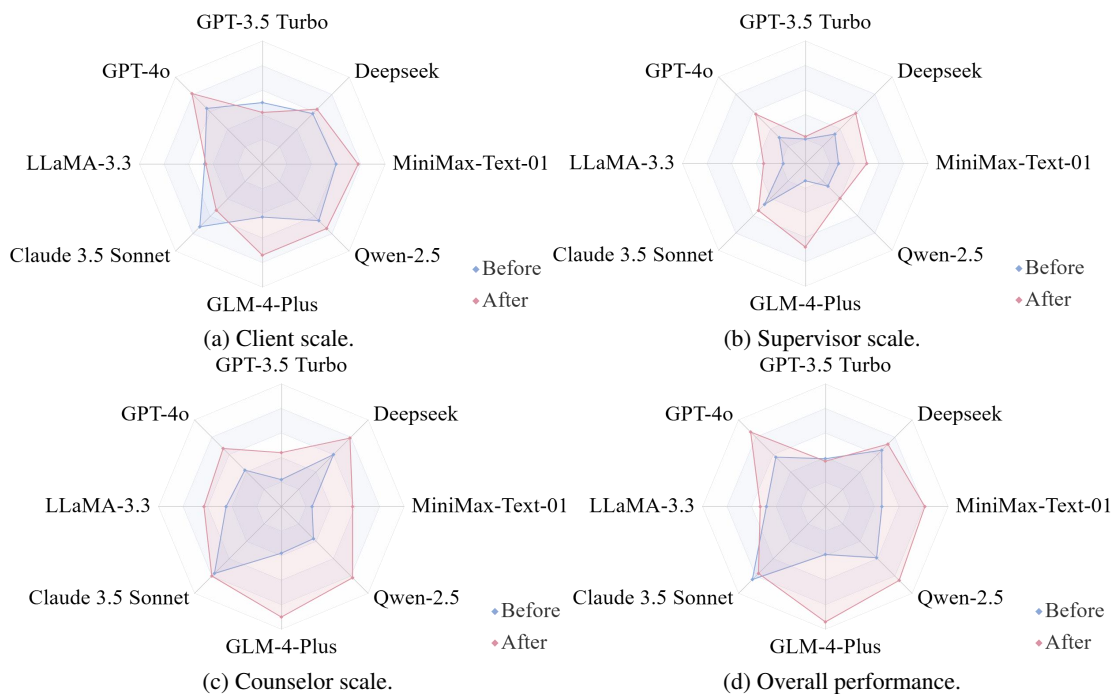 GPT-3.5 Turbo
GPT-4o
Deepseek
LLaMA-3.3
MiniMax-Text-01
Claude 3.5 Sonnet
Qwen-2.5
GLM-4-Plus
Before
After
(a) Client scale.
GPT-3.5 Turbo
GPT-4o
Deepseek
LLaMA-3.3
MiniMax-Text-01
Claude 3.5 Sonnet
Qwen-2.5
GLM-4-Plus
Before
After
(b) Supervisor scale.
GPT-3.5 Turbo
GPT-4o
Deepseek
LLaMA-3.3
MiniMax-Text-01
Claude 3.5 Sonnet
Qwen-2.5
GLM-4-Plus
Before
After
(c) Counselor scale.
GPT-3.5 Turbo
GPT-4o
Deepseek
LLaMA-3.3
MiniMax-Text-01
Claude 3.5 Sonnet
Qwen-2.5
GLM-4-Plus
Before
After
(d) Overall performance.